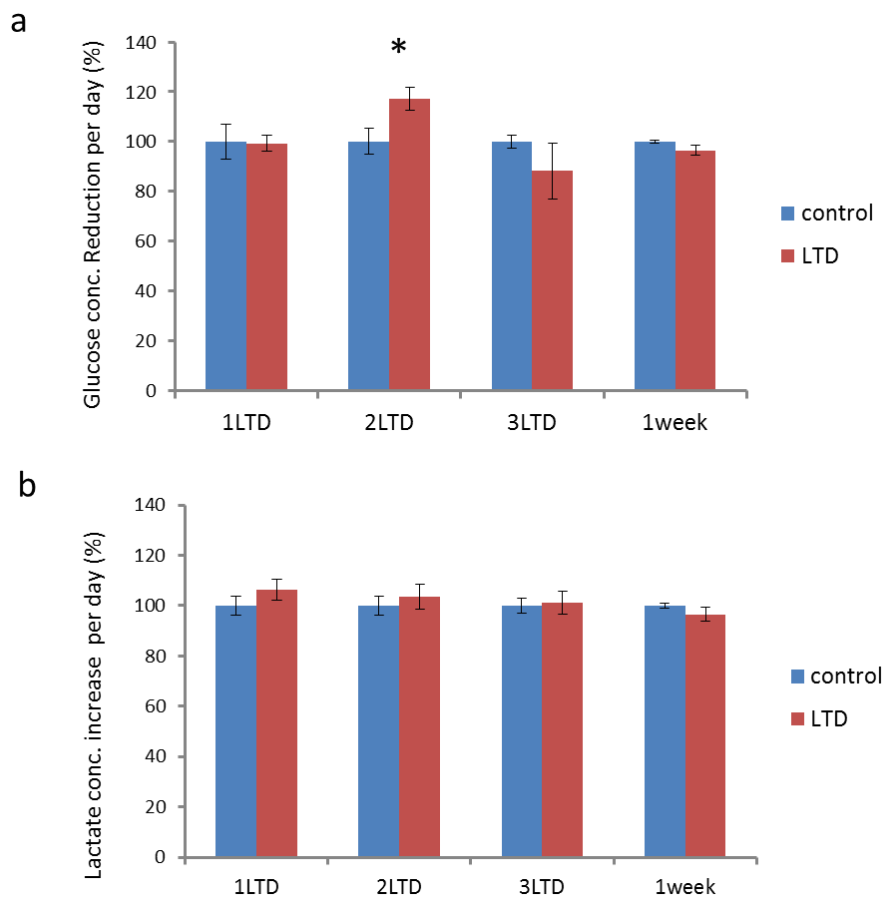 a
Glucose conc. Reduction per day (%)
140
120
100
80
60
40
20
0
*
1LTD 2LTD 3LTD 1week
control
LTD
b
Lactate conc. increase per day (%)
140
120
100
80
60
40
20
0
1LTD 2LTD 3LTD 1week
control
LTD